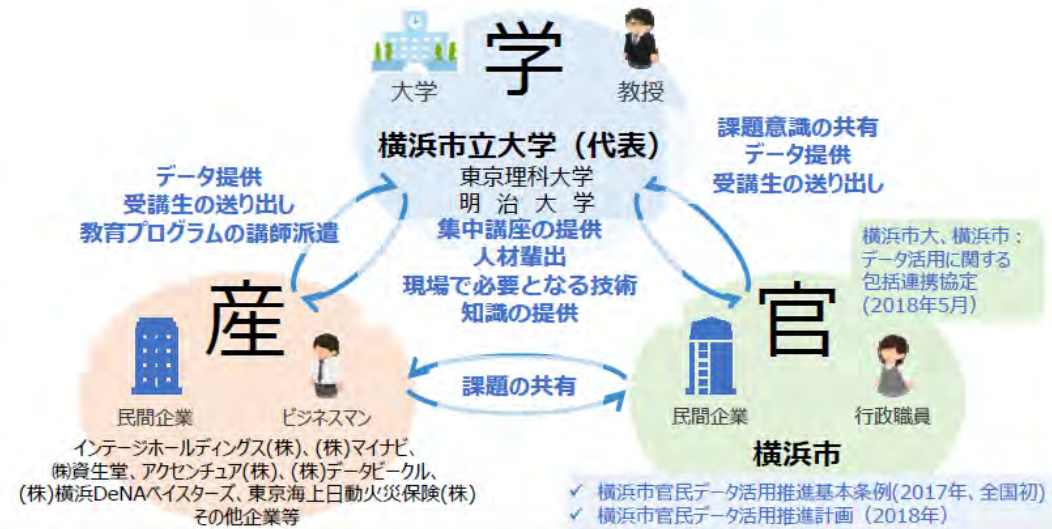 学
大学
教授
横浜市立大学（代表）
東京理科大学
明 治 大 学
課題意識の共有
データ提供
受講生の送り出し
データ提供
受講生の送り出し
教育プログラムの講師派遣
集中講座の提供
人材輩出
現場で必要となる技術
知識の提供
横浜市大、横浜市：
データ活用に関する
包括連携協定
(2018年5月）
産
民間企業
ビジネスマン
課題の共有
官
民間企業
行政職員
インテージホールディングス(株)、(株)マイナビ、
㈱資生堂、アクセンチュア(株)、(株)データビークル、
(株)横浜DeNAベイスターズ、東京海上日動火災保険(株)
その他企業等
横浜市
✓ 横浜市官民データ活用推進基本条例(2017年、全国初)
✓ 横浜市官民データ活用推進計画（2018年）